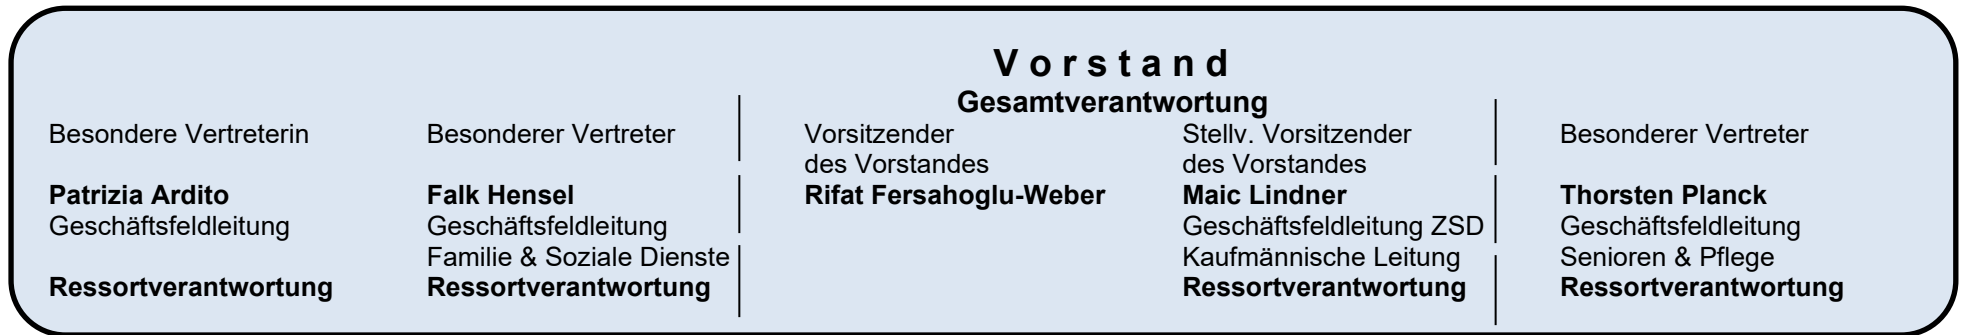 V o r s t a n d
Gesamtverantwortung
Besondere Vertreterin
Patrizia Ardito
Geschäftsfeldleitung
Ressortverantwortung
Besonderer Vertreter
Falk Hensel
Geschäftsfeldleitung
Familie & Soziale Dienste
Ressortverantwortung
Vorsitzender
des Vorstandes
Rifat Fersahoglu-Weber
Stellv. Vorsitzender
des Vorstandes
Maic Lindner
Geschäftsfeldleitung ZSD
Kaufmännische Leitung
Ressortverantwortung
Besonderer Vertreter
Thorsten Planck
Geschäftsfeldleitung
Senioren & Pflege
Ressortverantwortung